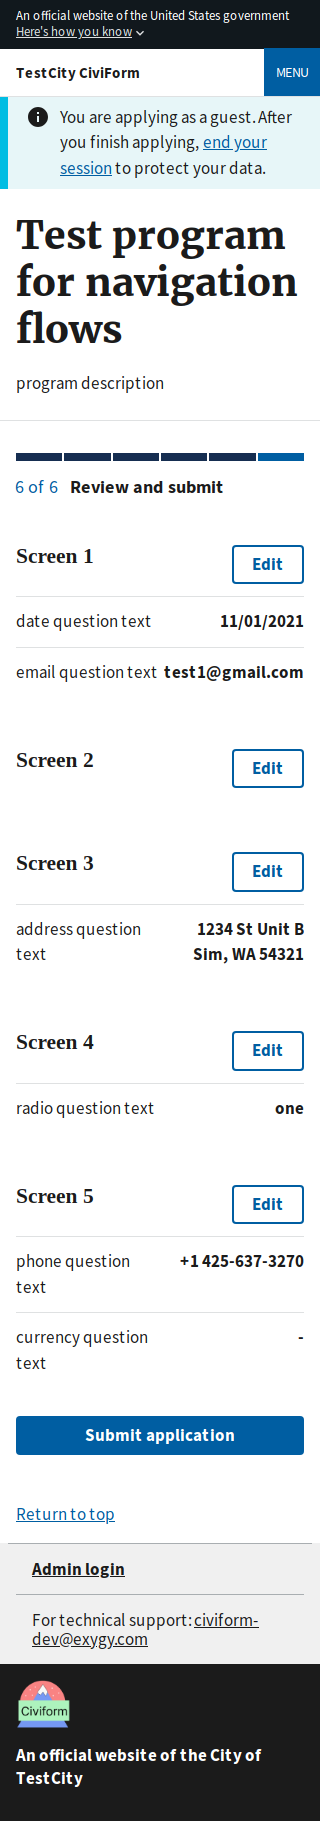 An official website of the United States government
Here's how you know
TestCity CiviForm
MENU
You are applying as a guest. After
you finish applying, end your
session to protect your data.
Test program
for navigation
flows
program description
6 of 6 Review and submit
Screen 1
Edit
date question text 11/01/2021
email question text test1@gmail.com
Screen 2
Edit
Screen 3
Edit
address question
text
1234 St Unit B
Sim, WA 54321
Screen 4
Edit
radio question text one
Screen 5
Edit
phone question
text
+1 425-637-3270
currency question
text
-
Submit application
Return to top
Admin login
For technical support: civiform-
dev@exygy.com
Civiform
An official website of the City of
TestCity